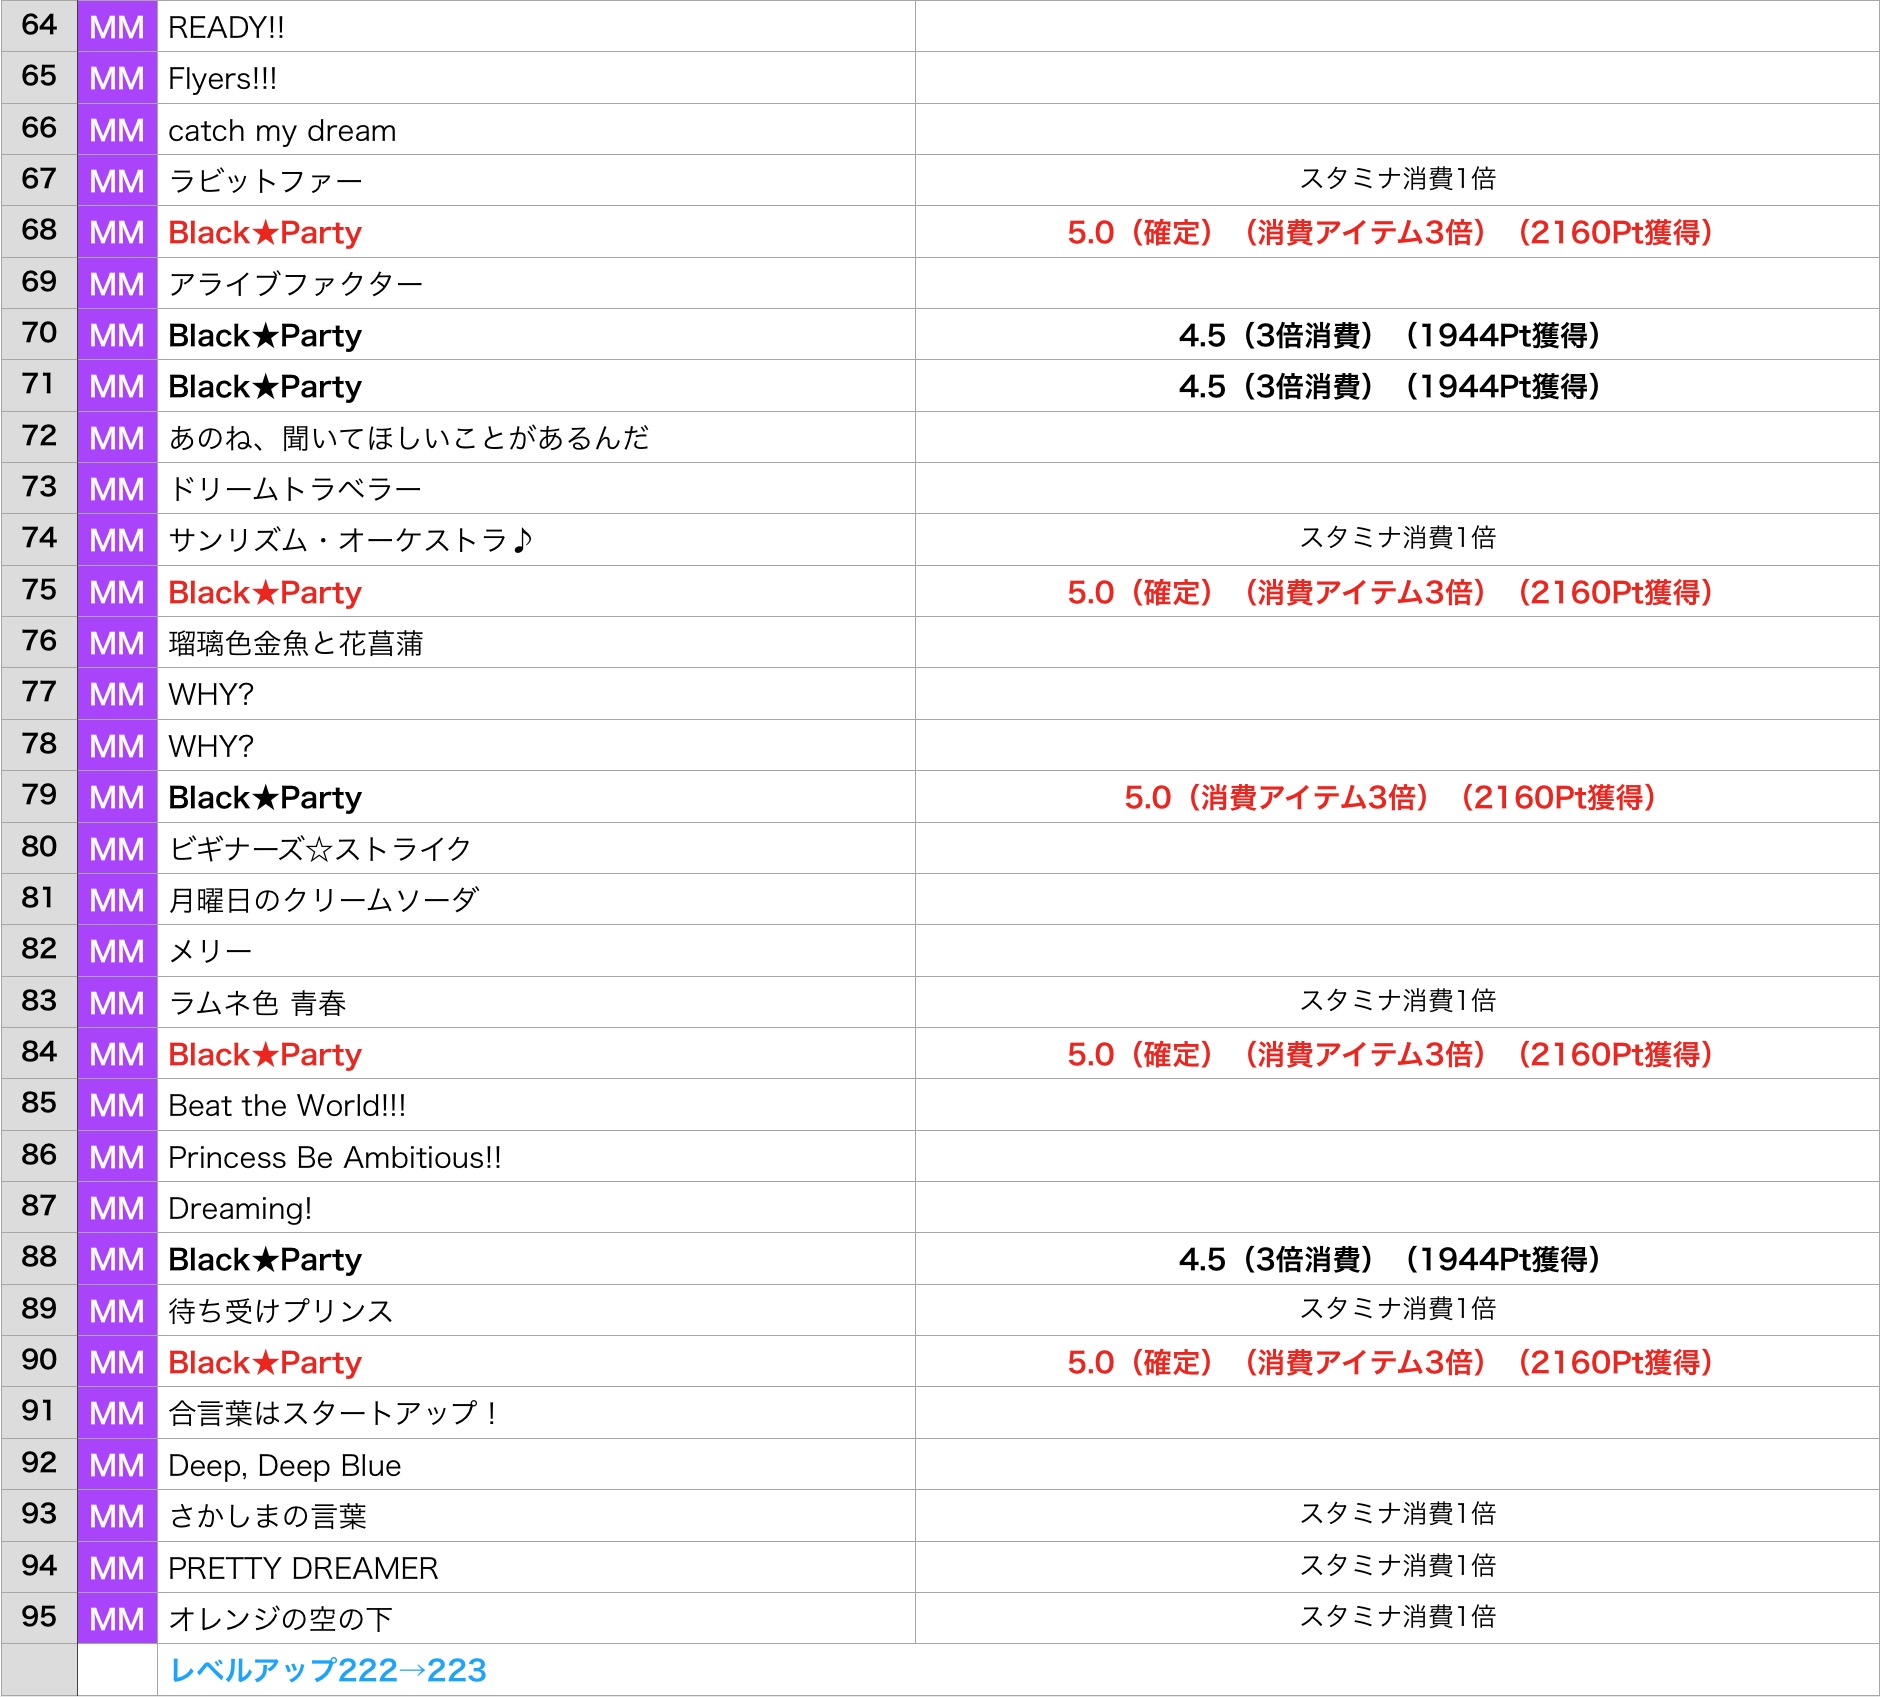 64 MM READY!!
65 MM Flyers!!!
66 MM catch my dream
67 MM ラビットファー スタミナ消費1倍
68 MM Black★Party 5.0（確定）（消費アイテム3倍）（2160Pt獲得）
69 MM アライブファクター
70 MM Black★Party 4.5（3倍消費）（1944Pt獲得）
71 MM Black★Party 4.5（3倍消費）（1944Pt獲得）
72 MM あのね、聞いてほしいことがあるんだ
73 MM ドリームトラベラー
74 MM サンリズム・オーケストラ♪ スタミナ消費1倍
75 MM Black★Party 5.0（確定）（消費アイテム3倍）（2160Pt獲得）
76 MM 瑠璃色金魚と花菖蒲
77 MM WHY?
78 MM WHY?
79 MM Black★Party 5.0（消費アイテム3倍）（2160Pt獲得）
80 MM ビギナーズ☆ストライク
81 MM 月曜日のクリームソーダ
82 MM メリー
83 MM ラムネ色 青春 スタミナ消費1倍
84 MM Black★Party 5.0（確定）（消費アイテム3倍）（2160Pt獲得）
85 MM Beat the World!!!
86 MM Princess Be Ambitious!!
87 MM Dreaming!
88 MM Black★Party 4.5（3倍消費）（1944Pt獲得）
89 MM 待ち受けプリンス スタミナ消費1倍
90 MM Black★Party 5.0（確定）（消費アイテム3倍）（2160Pt獲得）
91 MM 合言葉はスタートアップ！
92 MM Deep, Deep Blue
93 MM さかしまの言葉 スタミナ消費1倍
94 MM PRETTY DREAMER スタミナ消費1倍
95 MM オレンジの空の下 スタミナ消費1倍
レベルアップ222→223